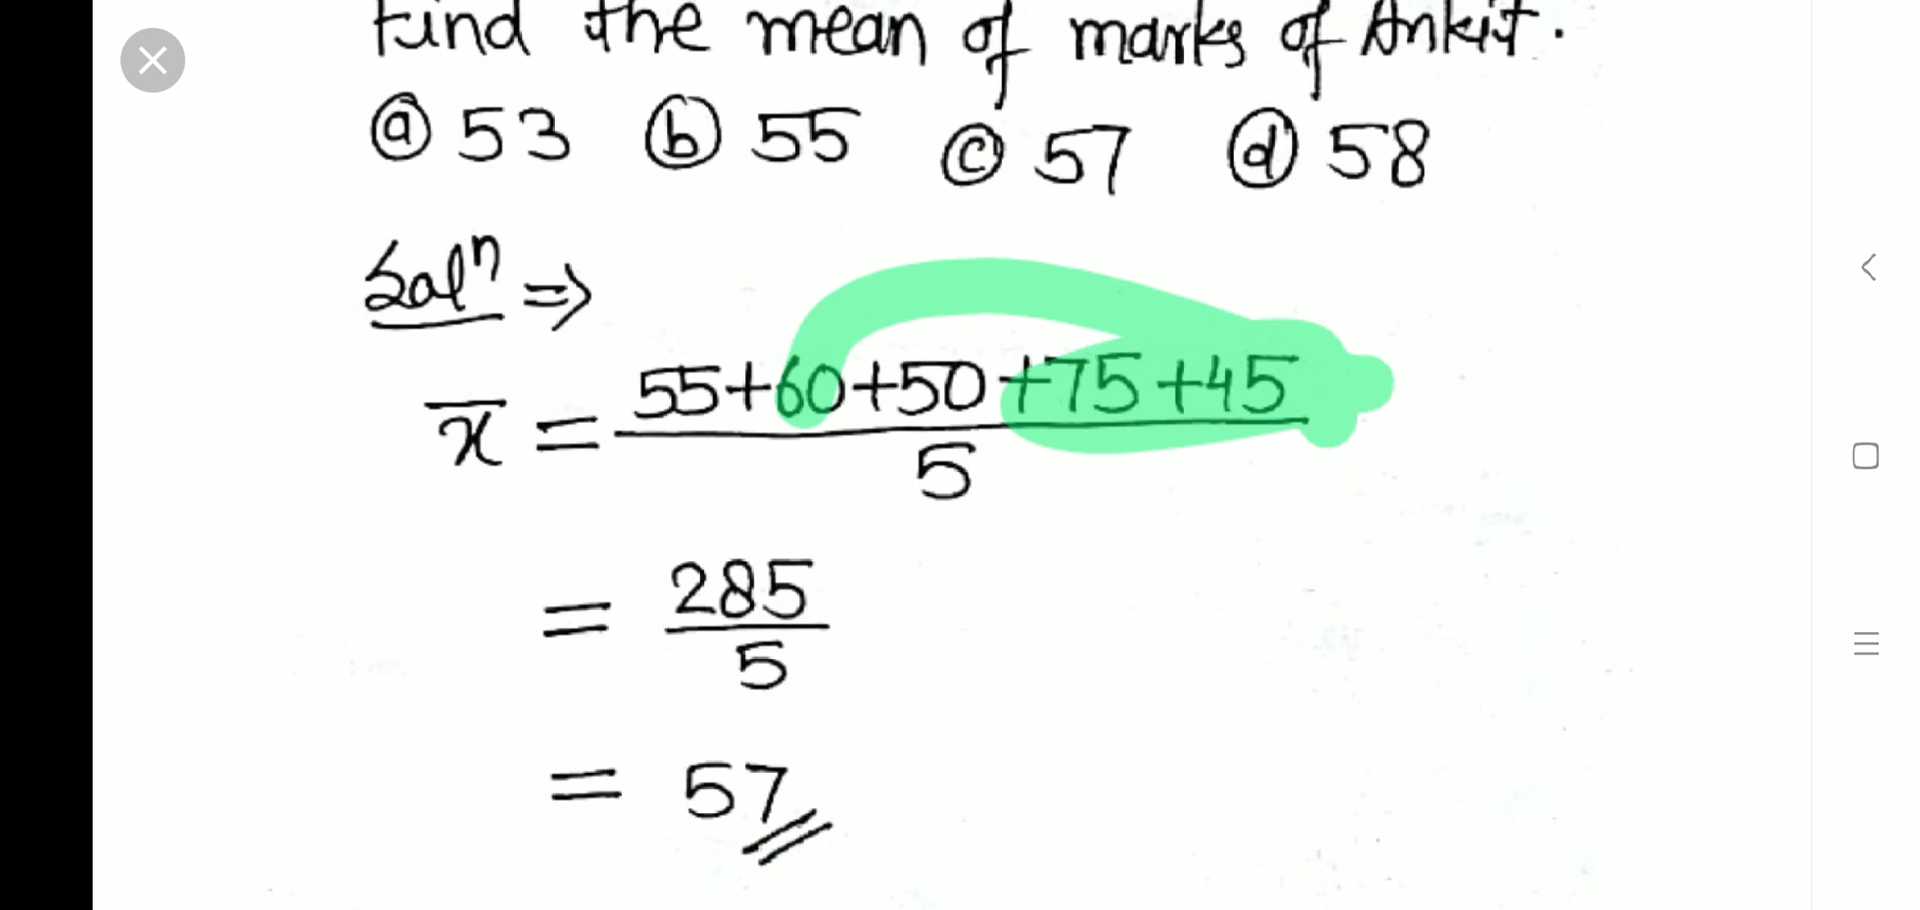 Find the mean of marks of Ankit.
(a) 53 (b) 55 (c) 57 (d) 58
Solⁿ ⇒
x̄ = 55+60+50+75+45 / 5
= 285 / 5
= 57